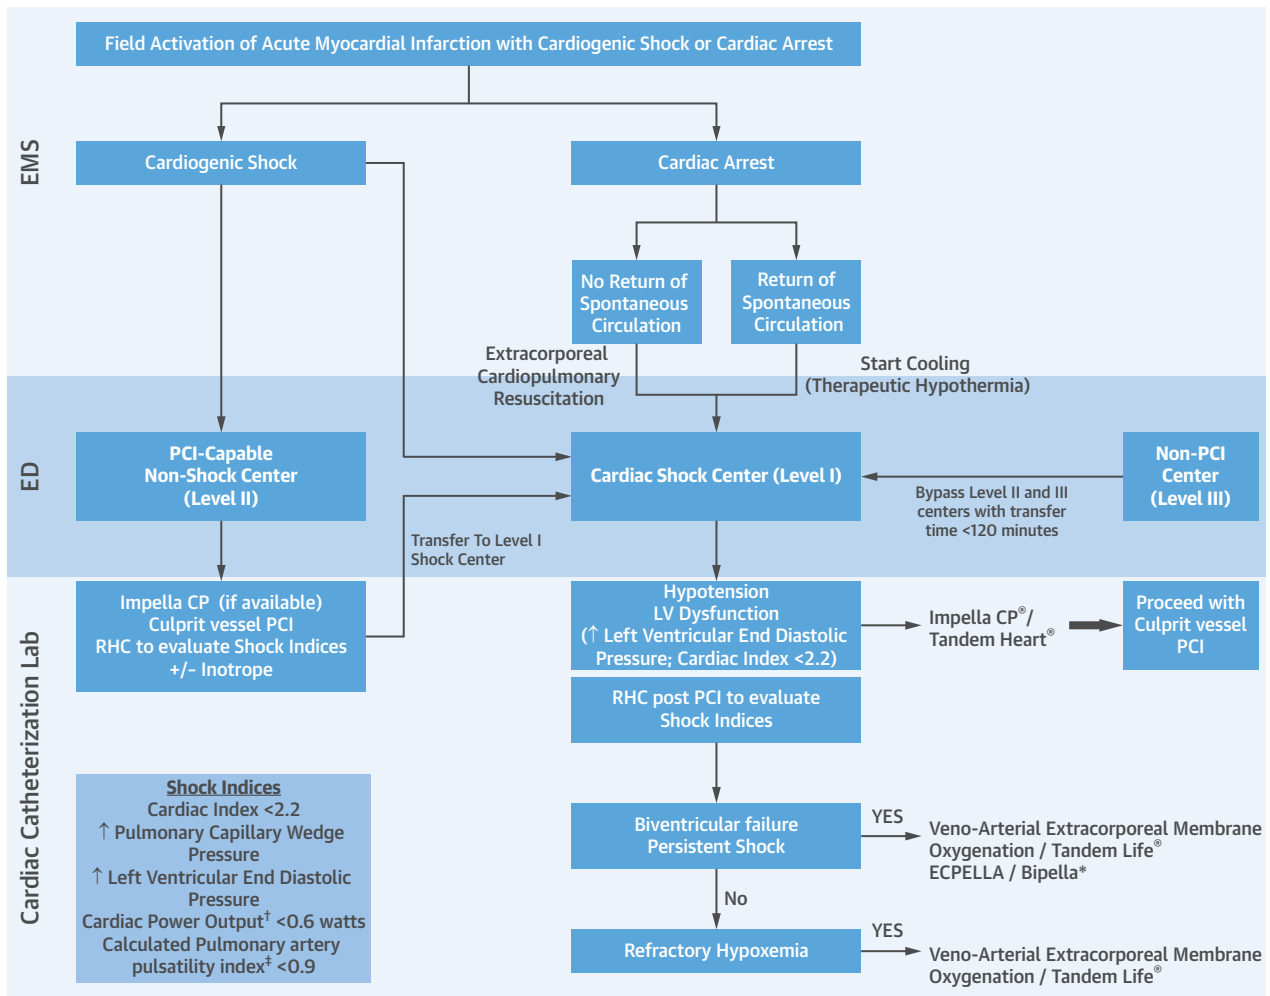 Field Activation of Acute Myocardial Infarction with Cardiogenic Shock or Cardiac Arrest
EMS
Cardiogenic Shock
Cardiac Arrest
No Return of
Spontaneous
Circulation
Return of
Spontaneous
Circulation
Extracorporeal
Cardiopulmonary
Resuscitation
Start Cooling
(Therapeutic Hypothermia)
ED
PCI-Capable
Non-Shock Center
(Level II)
Cardiac Shock Center (Level I)
Non-PCI
Center
(Level III)
Bypass Level II and III
centers with transfer
time <120 minutes
Transfer To Level I
Shock Center
Cardiac Catheterization Lab
Impella CP (if available)
Culprit vessel PCI
RHC to evaluate Shock Indices
+/- Inotrope
Hypotension
LV Dysfunction
(↑ Left Ventricular End Diastolic
Pressure; Cardiac Index <2.2)
Impella CP®/
Tandem Heart®
Proceed with
Culprit vessel
PCI
RHC post PCI to evaluate
Shock Indices
Shock Indices
Cardiac Index <2.2
↑ Pulmonary Capillary Wedge
Pressure
↑ Left Ventricular End Diastolic
Pressure
Cardiac Power Output† <0.6 watts
Calculated Pulmonary artery
pulsatility index‡ <0.9
Biventricular failure
Persistent Shock
YES
Veno-Arterial Extracorporeal Membrane
Oxygenation / Tandem Life®
ECPELLA / Bipella*
No
Refractory Hypoxemia
YES
Veno-Arterial Extracorporeal Membrane
Oxygenation / Tandem Life®